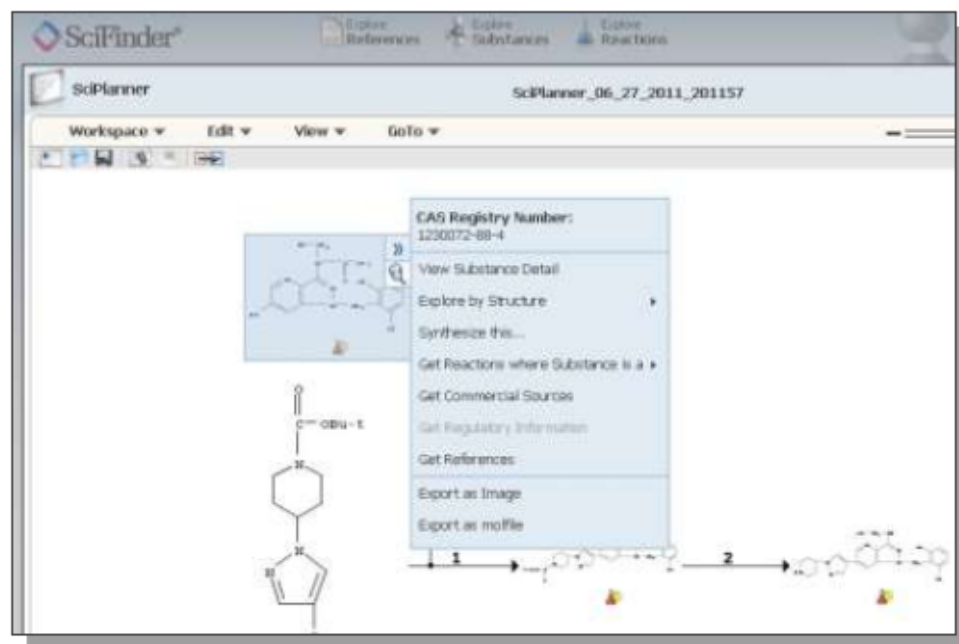 SciFinder®
Explore References
Explore Substances
Explore Reactions
SciPlanner
SciPlanner_06_27_2011_201157
Workspace
Edit
View
GoTo
CAS Registry Number:
1230072-88-4
View Substance Detail
Explore by Structure
Synthesize this...
Get Reactions where Substance is a
Get Commercial Sources
Get Regulatory Information
Get References
Export as Image
Export as molfile
O
C OBu-t
N
N
N
1
2